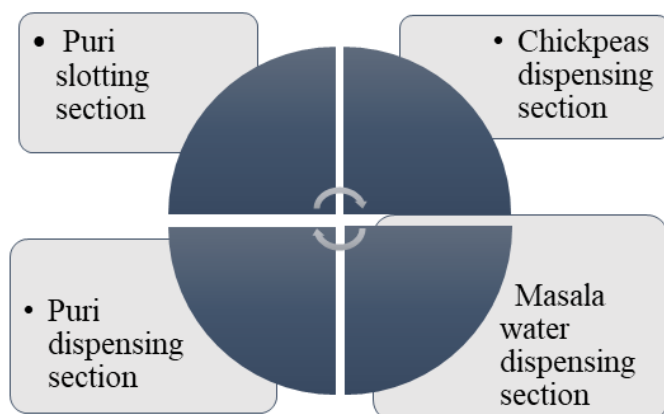 • Puri
slotting
section
• Chickpeas
dispensing
section
• Puri
dispensing
section
Masala
water
dispensing
section